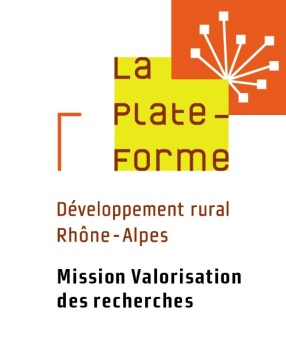 La
Plate-
Forme
Développement rural
Rhône-Alpes
Mission Valorisation
des recherches